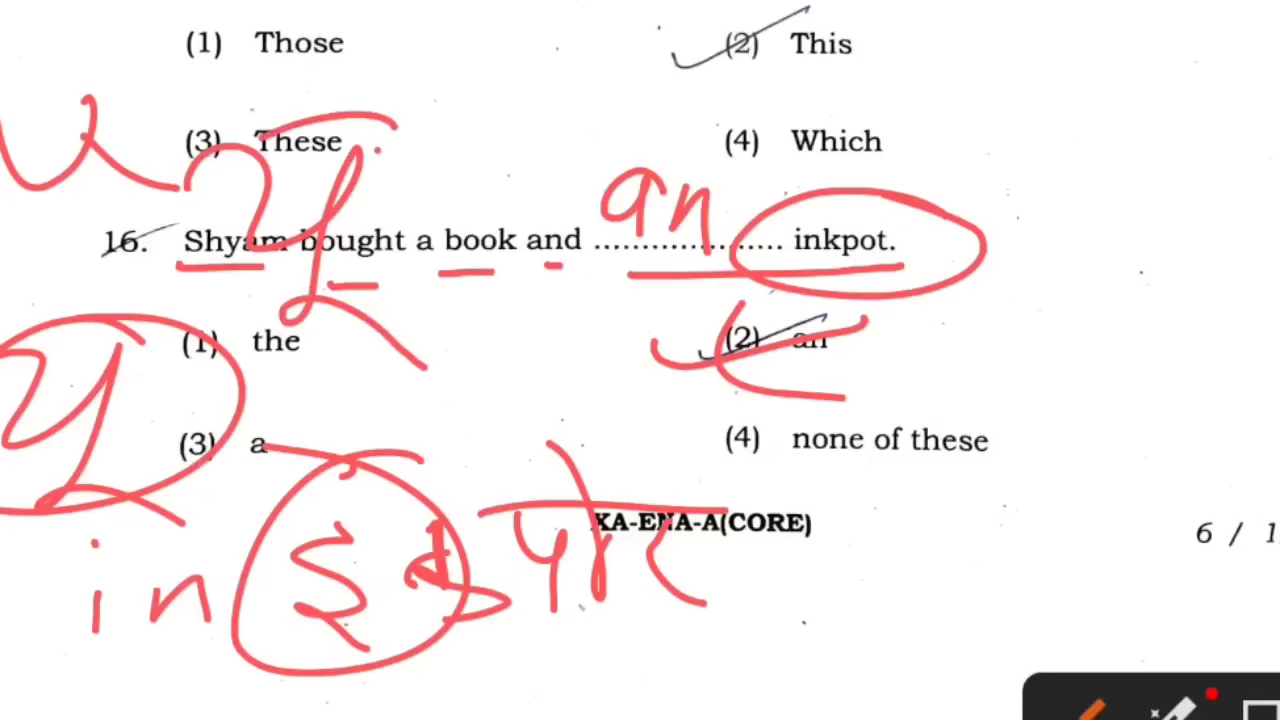 (1) Those (2) This
(3) These (4) Which
an
16. Shyam bought a book and .................... inkpot.
(1) the (2) an
(3) a (4) none of these
XA-ENA-A(CORE)
6 / 1
in